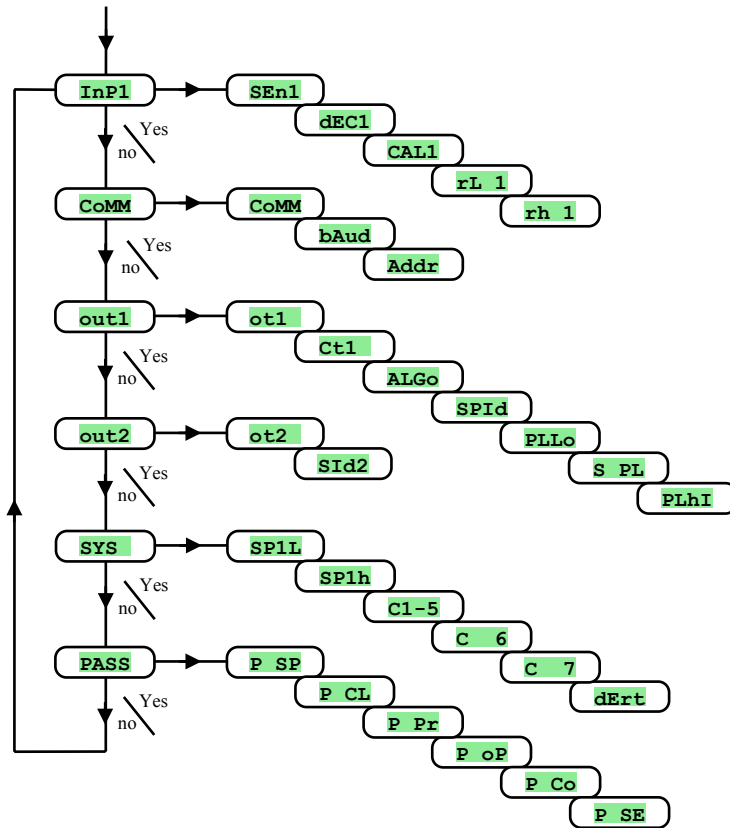 InP1 SEn1
dEC1
Yes
no
CAL1
rL 1
CoMM CoMM
rh 1
bAud
Yes
no
Addr
out1 ot1
Ct1
Yes
no
ALGo
SPId
out2 ot2
PLLo
SId2
S PL
Yes
no
PLhI
SYS SP1L
SP1h
Yes
no
C1-5
C 6
PASS P SP
C 7
P CL
dErt
Yes
no
P Pr
P oP
P Co
P SE